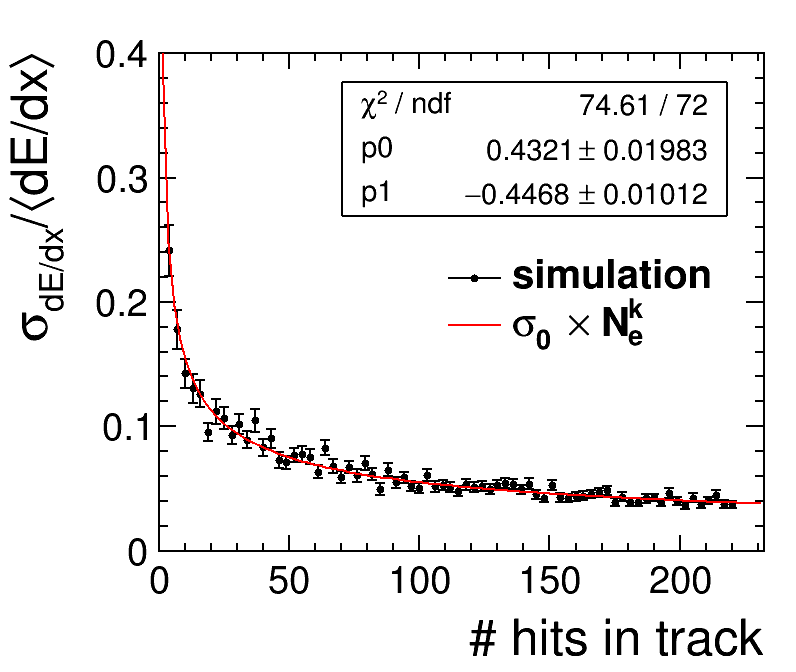 σdE/dx/⟨dE/dx⟩
0.4
0.3
0.2
0.1
0
χ² / ndf 74.61 / 72
p0 0.4321 ± 0.01983
p1 −0.4468 ± 0.01012
simulation
σ₀ × Nₑᵏ
0 50 100 150 200
# hits in track